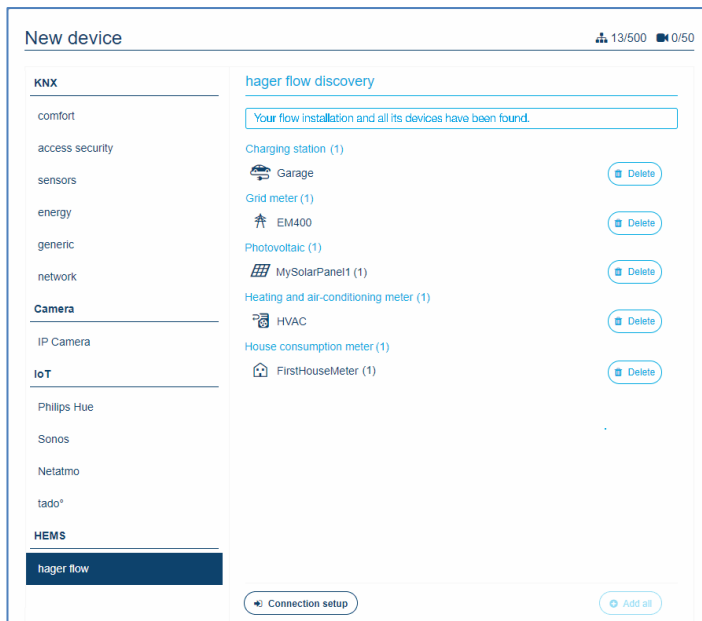 New device
13/500 0/50
KNX
comfort
access security
sensors
energy
generic
network
Camera
IP Camera
IoT
Philips Hue
Sonos
Netatmo
tado°
HEMS
hager flow
hager flow discovery
Your flow installation and all its devices have been found.
Charging station (1)
Garage Delete
Grid meter (1)
EM400 Delete
Photovoltaic (1)
MySolarPanel1 (1) Delete
Heating and air-conditioning meter (1)
HVAC Delete
House consumption meter (1)
FirstHouseMeter (1) Delete
Connection setup Add all